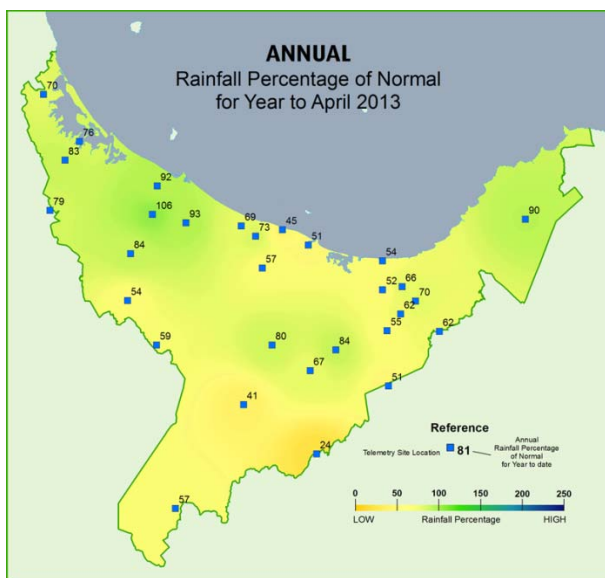 ANNUAL
Rainfall Percentage of Normal
for Year to April 2013
70
76
83
92
79
106
93
69
45
90
73
51
84
57
54
54
52
66
70
62
55
62
59
80
84
67
51
41
24
57
Reference
Telemetry Site Location
81
Annual
Rainfall Percentage
of Normal
for Year to date
0 50 100 150 200 250
LOW Rainfall Percentage HIGH